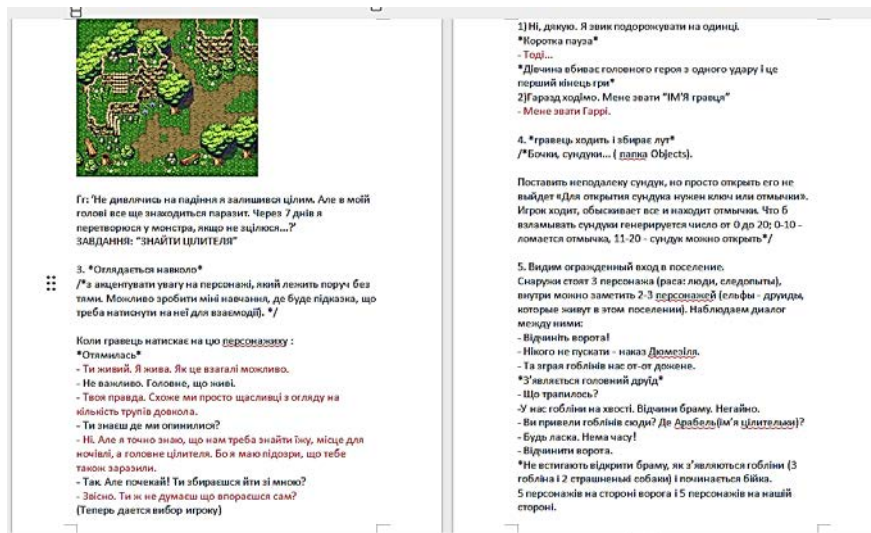 Гг: 'Не дивлячись на падіння я залишився цілим. Але в моїй
голові все ще знаходиться паразит. Через 7 днів я
перетворюся у монстра, якщо не зцілюся...?'
ЗАВДАННЯ: "ЗНАЙТИ ЦІЛИТЕЛЯ"
3. *Оглядається навколо*
/*з акцентувати увагу на персонажі, який лежить поруч без
тями. Можливо зробити міні навчання, де буде підказка, що
треба натиснути на неї для взаємодії). */
Коли гравець натискає на цю персонажиху :
*Отямилась*
- Ти живий. Я жива. Як це взагалі можливо.
- Не важливо. Головне, що живі.
- Твоя правда. Схоже ми просто щасливці з огляду на
кількість трупів довкола.
- Ти знаєш де ми опинилися?
- Ні. Але я точно знаю, що нам треба знайти їжу, місце для
ночівлі, а головне цілителя. Бо я маю підозри, що тебе
також заразили.
- Так. Але почекай! Ти збираєшся йти зі мною?
- Звісно. Ти ж не думаєш що впораєшся сам?
(Теперь дается вибор игроку)
1)Ні, дякую. Я звик подорожувати на одинці.
*Коротка пауза*
- Тоді...
*Дівчина вбиває головного героя з одного удару і це
перший кінець гри*
2)Гаразд ходімо. Мене звати "ІМ'Я гравця"
- Мене звати Гаррі.
4. *гравець ходить і збирає лут*
/*Бочки, сундуки... ( папка Objects).
Поставить неподалеку сундук, но просто открыть его не
выйдет «Для открытия сундука нужен ключ или отмычки».
Игрок ходит, обыскивает все и находит отмычки. Что б
взламывать сундуки генерируется число от 0 до 20; 0-10 -
ломается отмычка, 11-20 - сундук можно открыть*/
5. Видим огражденный вход в поселение.
Снаружи стоят 3 персонажа (раса: люди, следопыты),
внутри можно заметить 2-3 персонажей (ельфы - друиды,
которые живут в этом поселении). Наблюдаем диалог
между ними:
- Відчиніть ворота!
- Нікого не пускати - наказ Дюмезіля.
- Та зграя гоблінів нас от-от дожене.
*З'являється головний друїд*
- Що трапилось?
-У нас гобліни на хвості. Відчини браму. Негайно.
- Ви привели гоблінів сюди? Де Арабель(ім'я цілительки)?
- Будь ласка. Нема часу!
- Відчинити ворота.
*Не встигають відкрити браму, як з'являються гобліни (3
гобліна і 2 страшненькі собаки) і починається бійка.
5 персонажів на стороні ворога і 5 персонажів на нашій
стороні.